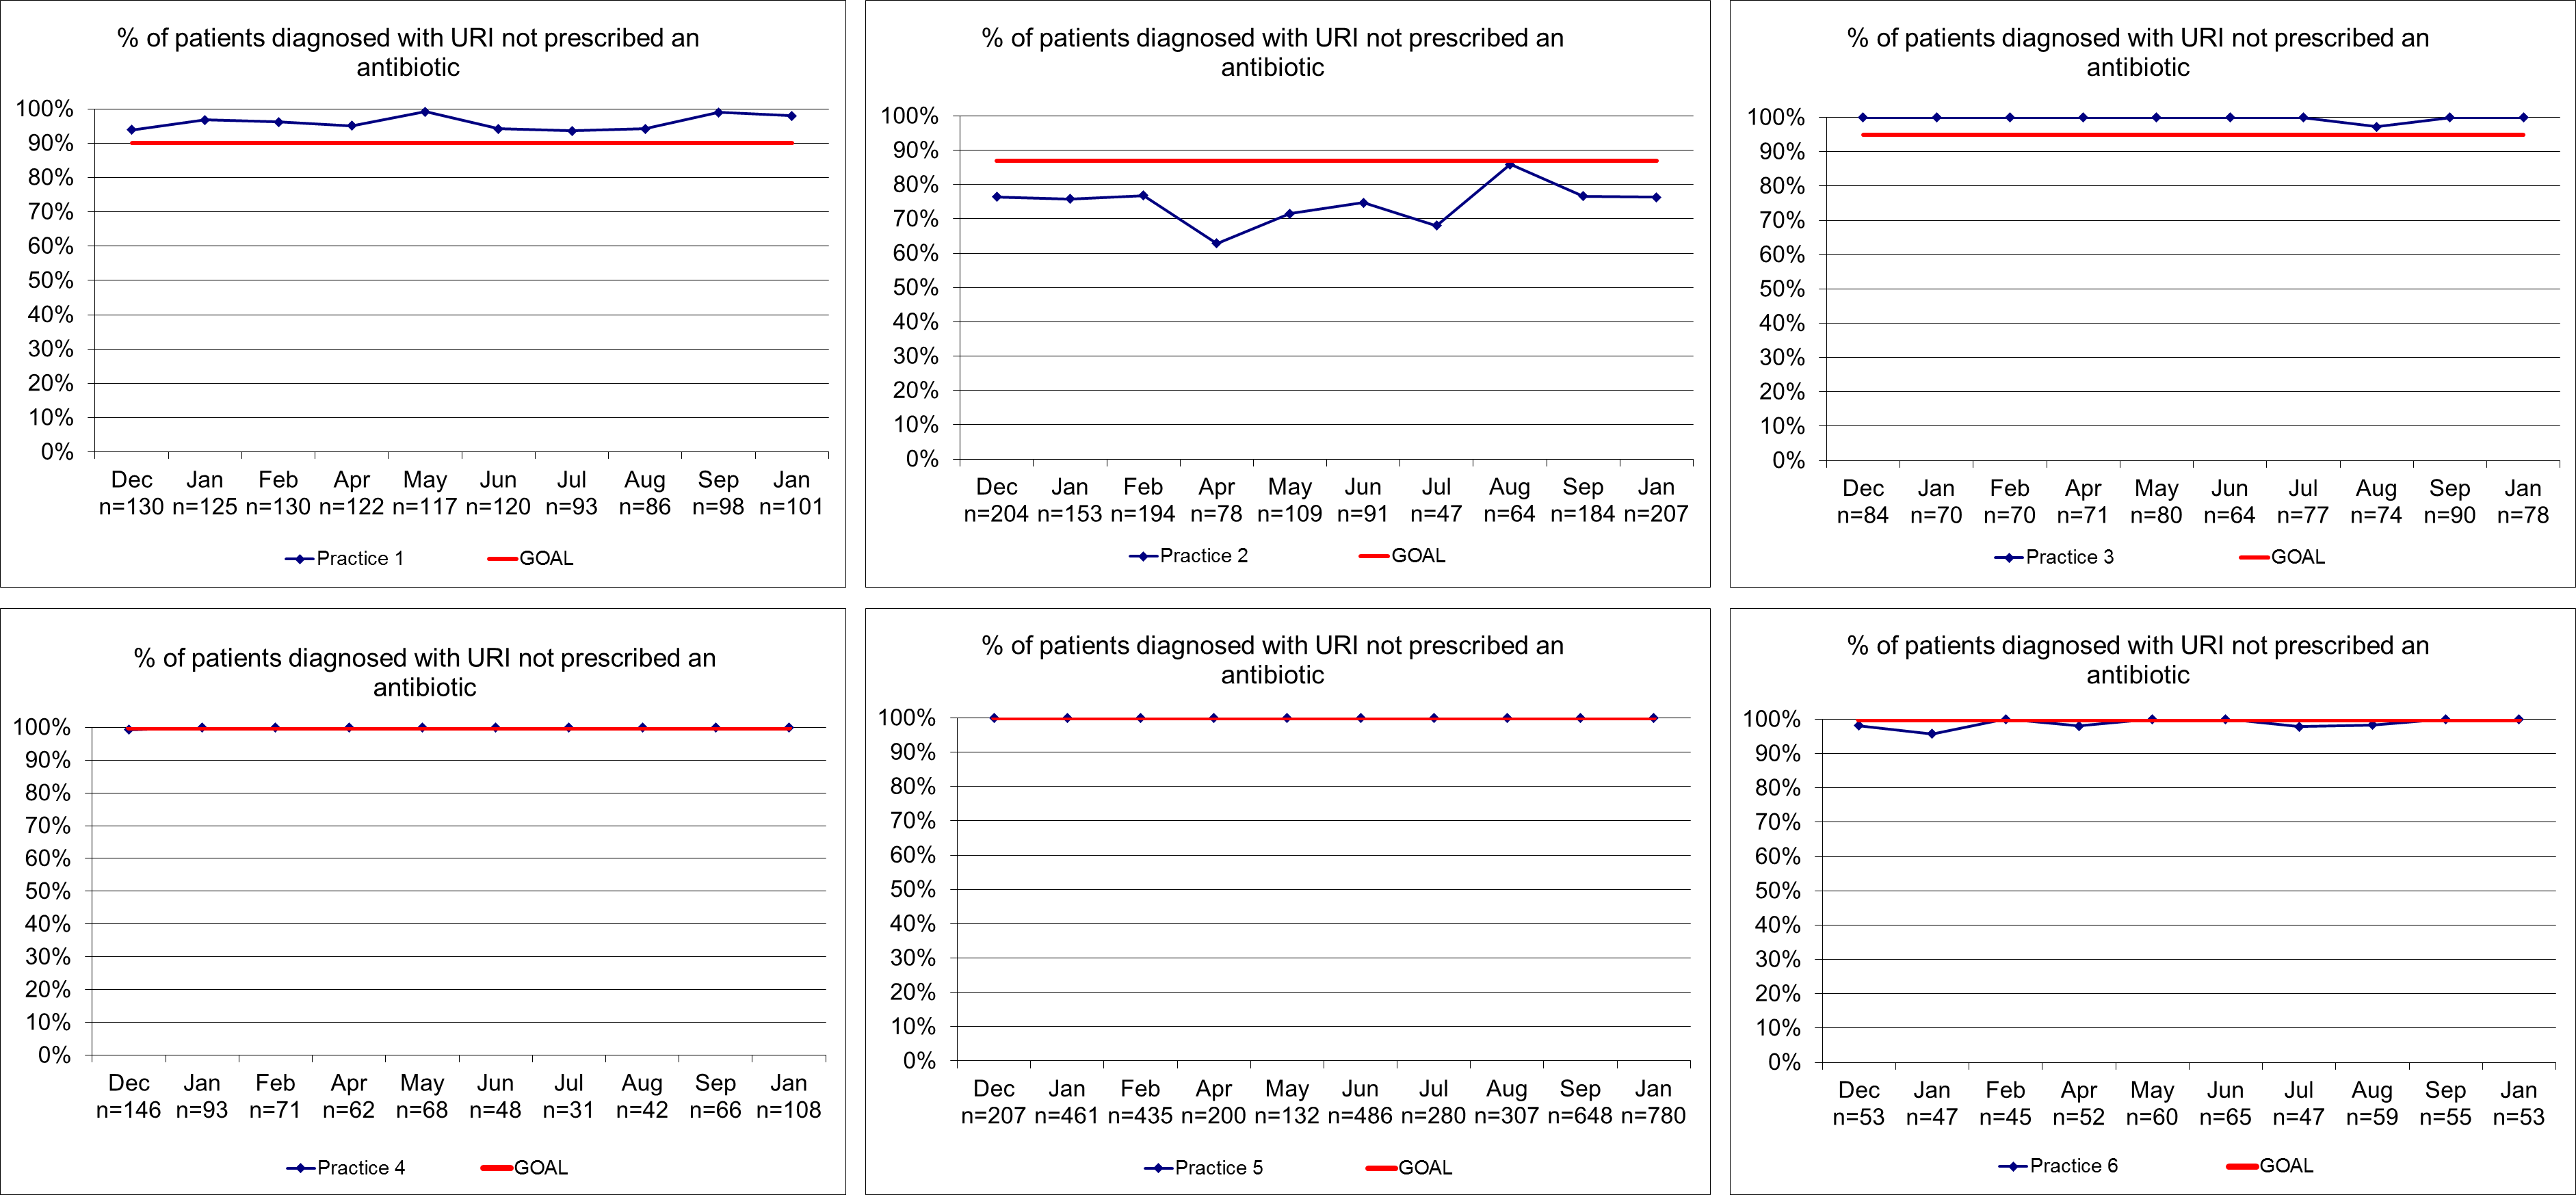 % of patients diagnosed with URI not prescribed an
antibiotic
100%
90%
80%
70%
60%
50%
40%
30%
20%
10%
0%
Dec Jan Feb Apr May Jun Jul Aug Sep Jan
n=130 n=125 n=130 n=122 n=117 n=120 n=93 n=86 n=98 n=101
Practice 1 GOAL
% of patients diagnosed with URI not prescribed an
antibiotic
100%
90%
80%
70%
60%
50%
40%
30%
20%
10%
0%
Dec Jan Feb Apr May Jun Jul Aug Sep Jan
n=204 n=153 n=194 n=78 n=109 n=91 n=47 n=64 n=184 n=207
Practice 2 GOAL
% of patients diagnosed with URI not prescribed an
antibiotic
100%
90%
80%
70%
60%
50%
40%
30%
20%
10%
0%
Dec Jan Feb Apr May Jun Jul Aug Sep Jan
n=84 n=70 n=70 n=71 n=80 n=64 n=77 n=74 n=90 n=78
Practice 3 GOAL
% of patients diagnosed with URI not prescribed an
antibiotic
100%
90%
80%
70%
60%
50%
40%
30%
20%
10%
0%
Dec Jan Feb Apr May Jun Jul Aug Sep Jan
n=146 n=93 n=71 n=62 n=68 n=48 n=31 n=42 n=66 n=108
Practice 4 GOAL
% of patients diagnosed with URI not prescribed an
antibiotic
100%
90%
80%
70%
60%
50%
40%
30%
20%
10%
0%
Dec Jan Feb Apr May Jun Jul Aug Sep Jan
n=207 n=461 n=435 n=200 n=132 n=486 n=280 n=307 n=648 n=780
Practice 5 GOAL
% of patients diagnosed with URI not prescribed an
antibiotic
100%
90%
80%
70%
60%
50%
40%
30%
20%
10%
0%
Dec Jan Feb Apr May Jun Jul Aug Sep Jan
n=53 n=47 n=45 n=52 n=60 n=65 n=47 n=59 n=55 n=53
Practice 6 GOAL